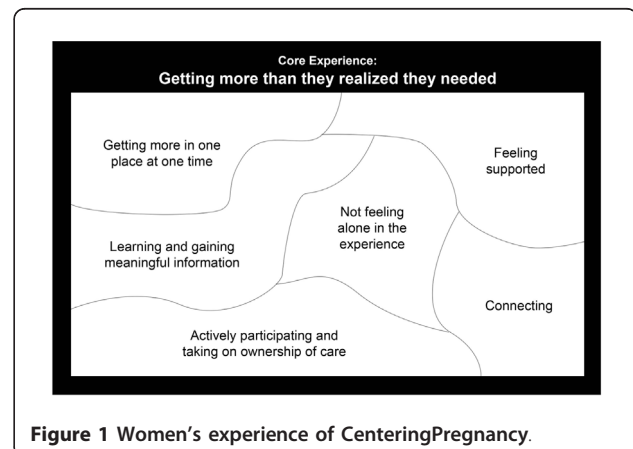 Core Experience:
Getting more than they realized they needed
Getting more in one
place at one time
Feeling
supported
Not feeling
alone in the
experience
Learning and gaining
meaningful information
Connecting
Actively participating and
taking on ownership of care
Figure 1 Women's experience of CenteringPregnancy.